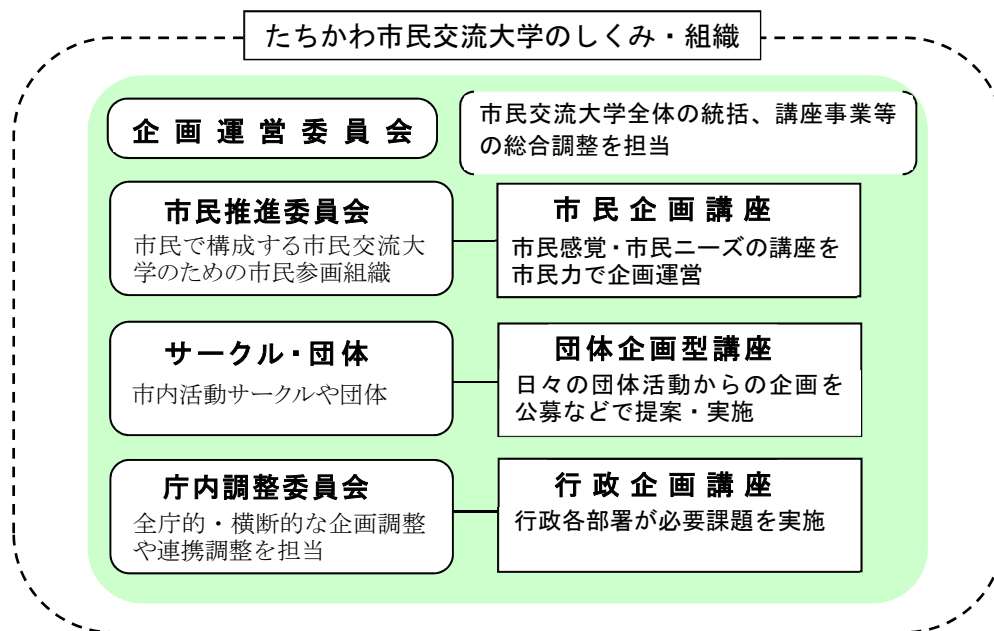 たちかわ市民交流大学のしくみ・組織
企画運営委員会
市民交流大学全体の統括、講座事業等
の総合調整を担当
市民推進委員会
市民で構成する市民交流大
学のための市民参画組織
市民企画講座
市民感覚・市民ニーズの講座を
市民力で企画運営
サークル・団体
市内活動サークルや団体
団体企画型講座
日々の団体活動からの企画を
公募などで提案・実施
庁内調整委員会
全庁的・横断的な企画調整
や連携調整を担当
行政企画講座
行政各部署が必要課題を実施